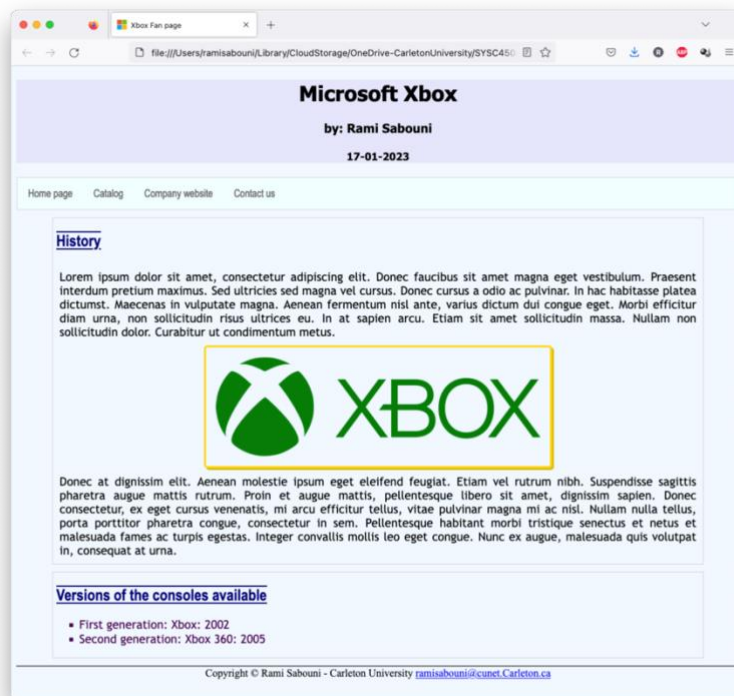 Xbox Fan page
file:///Users/ramisabouni/Library/CloudStorage/OneDrive-CarletonUniversity/SYSC450
Microsoft Xbox
by: Rami Sabouni
17-01-2023
Home page Catalog Company website Contact us
History
Lorem ipsum dolor sit amet, consectetur adipiscing elit. Donec faucibus sit amet magna eget vestibulum. Praesent
interdum pretium maximus. Sed ultricies sed magna vel cursus. Donec cursus a odio ac pulvinar. In hac habitasse platea
dictumst. Maecenas in vulputate magna. Aenean fermentum nisl ante, varius dictum dui congue eget. Morbi efficitur
diam urna, non sollicitudin risus ultrices eu. In at sapien arcu. Etiam sit amet sollicitudin massa. Nullam non
sollicitudin dolor. Curabitur ut condimentum metus.
XBOX
Donec at dignissim elit. Aenean molestie ipsum eget eleifend feugiat. Etiam vel rutrum nibh. Suspendisse sagittis
pharetra augue mattis rutrum. Proin et augue mattis, pellentesque libero sit amet, dignissim sapien. Donec
consectetur, ex eget cursus venenatis, mi arcu efficitur tellus, vitae pulvinar magna mi ac nisl. Nullam nulla tellus,
porta porttitor pharetra congue, consectetur in sem. Pellentesque habitant morbi tristique senectus et netus et
malesuada fames ac turpis egestas. Integer convallis mollis leo eget congue. Nunc ex augue, malesuada quis volutpat
in, consequat at urna.
Versions of the consoles available
▪ First generation: Xbox: 2002
▪ Second generation: Xbox 360: 2005
Copyright © Rami Sabouni - Carleton University ramisabouni@cunet.Carleton.ca